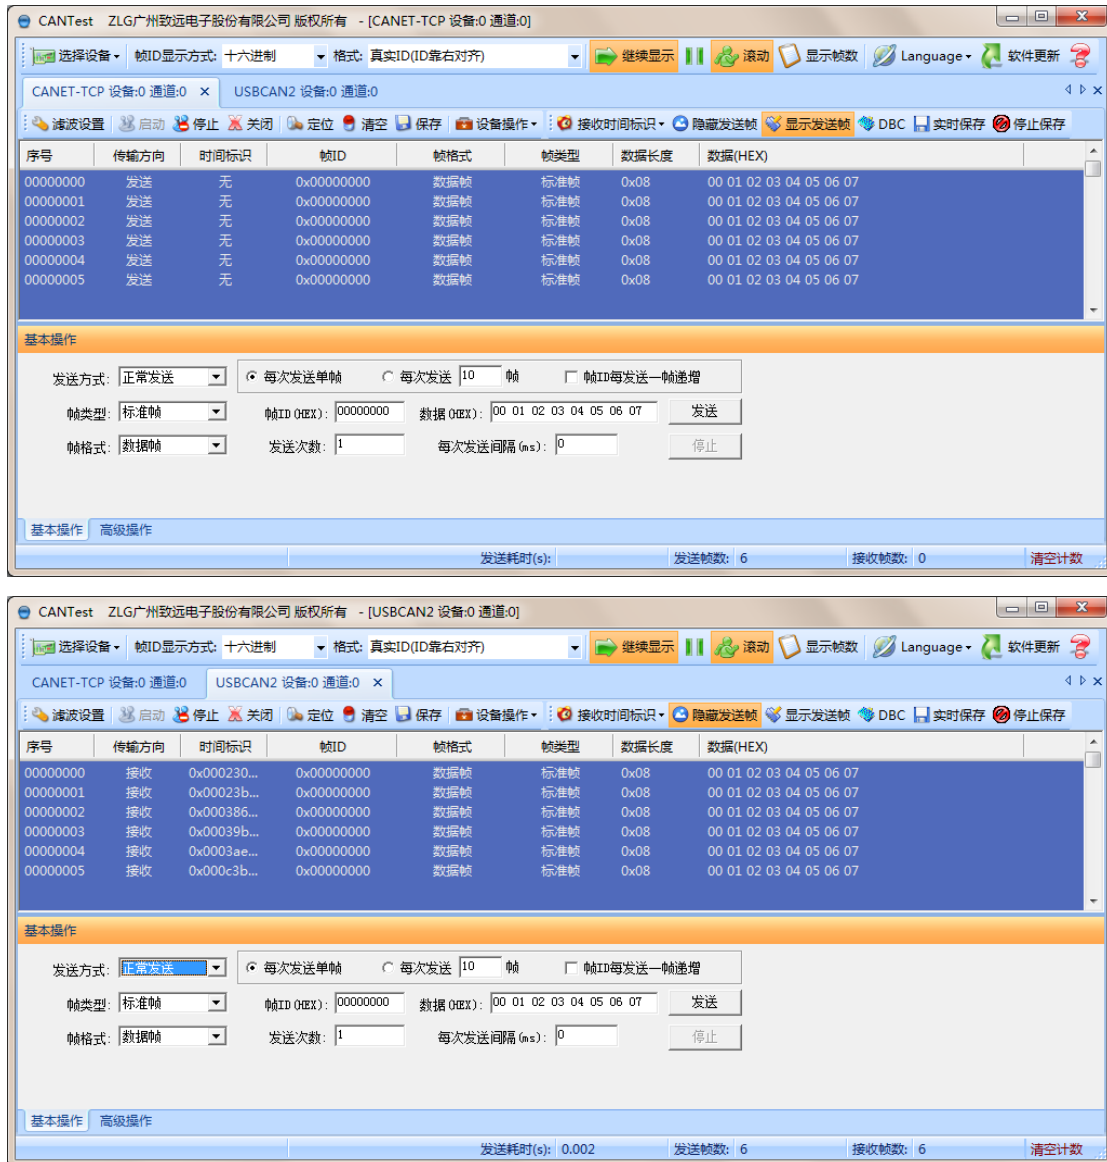 CANTest ZLG广州致远电子股份有限公司 版权所有 - [CANET-TCP 设备:0 通道:0]
选择设备 帧ID显示方式: 十六进制 格式: 真实ID(ID靠右对齐) 继续显示 滚动 显示帧数 Language 软件更新
CANET-TCP 设备:0 通道:0 × USBCAN2 设备:0 通道:0
滤波设置 启动 停止 关闭 定位 清空 保存 设备操作 接收时间标识 隐藏发送帧 显示发送帧 DBC 实时保存 停止保存
序号 传输方向 时间标识 帧ID 帧格式 帧类型 数据长度 数据(HEX)
00000000 发送 无 0x00000000 数据帧 标准帧 0x08 00 01 02 03 04 05 06 07
00000001 发送 无 0x00000000 数据帧 标准帧 0x08 00 01 02 03 04 05 06 07
00000002 发送 无 0x00000000 数据帧 标准帧 0x08 00 01 02 03 04 05 06 07
00000003 发送 无 0x00000000 数据帧 标准帧 0x08 00 01 02 03 04 05 06 07
00000004 发送 无 0x00000000 数据帧 标准帧 0x08 00 01 02 03 04 05 06 07
00000005 发送 无 0x00000000 数据帧 标准帧 0x08 00 01 02 03 04 05 06 07
基本操作
发送方式: 正常发送 每次发送单帧 每次发送 10 帧 帧ID每发送一帧递增
帧类型: 标准帧 帧ID(HEX): 00000000 数据(HEX): 00 01 02 03 04 05 06 07 发送
帧格式: 数据帧 发送次数: 1 每次发送间隔(ms): 0 停止
基本操作 高级操作
发送耗时(s): 发送帧数: 6 接收帧数: 0 清空计数
CANTest ZLG广州致远电子股份有限公司 版权所有 - [USBCAN2 设备:0 通道:0]
选择设备 帧ID显示方式: 十六进制 格式: 真实ID(ID靠右对齐) 继续显示 滚动 显示帧数 Language 软件更新
CANET-TCP 设备:0 通道:0 USBCAN2 设备:0 通道:0 ×
滤波设置 启动 停止 关闭 定位 清空 保存 设备操作 接收时间标识 隐藏发送帧 显示发送帧 DBC 实时保存 停止保存
序号 传输方向 时间标识 帧ID 帧格式 帧类型 数据长度 数据(HEX)
00000000 接收 0x000230... 0x00000000 数据帧 标准帧 0x08 00 01 02 03 04 05 06 07
00000001 接收 0x00023b... 0x00000000 数据帧 标准帧 0x08 00 01 02 03 04 05 06 07
00000002 接收 0x000386... 0x00000000 数据帧 标准帧 0x08 00 01 02 03 04 05 06 07
00000003 接收 0x00039b... 0x00000000 数据帧 标准帧 0x08 00 01 02 03 04 05 06 07
00000004 接收 0x0003ae... 0x00000000 数据帧 标准帧 0x08 00 01 02 03 04 05 06 07
00000005 接收 0x000c3b... 0x00000000 数据帧 标准帧 0x08 00 01 02 03 04 05 06 07
基本操作
发送方式: 正常发送 每次发送单帧 每次发送 10 帧 帧ID每发送一帧递增
帧类型: 标准帧 帧ID(HEX): 00000000 数据(HEX): 00 01 02 03 04 05 06 07 发送
帧格式: 数据帧 发送次数: 1 每次发送间隔(ms): 0 停止
基本操作 高级操作
发送耗时(s): 0.002 发送帧数: 6 接收帧数: 6 清空计数